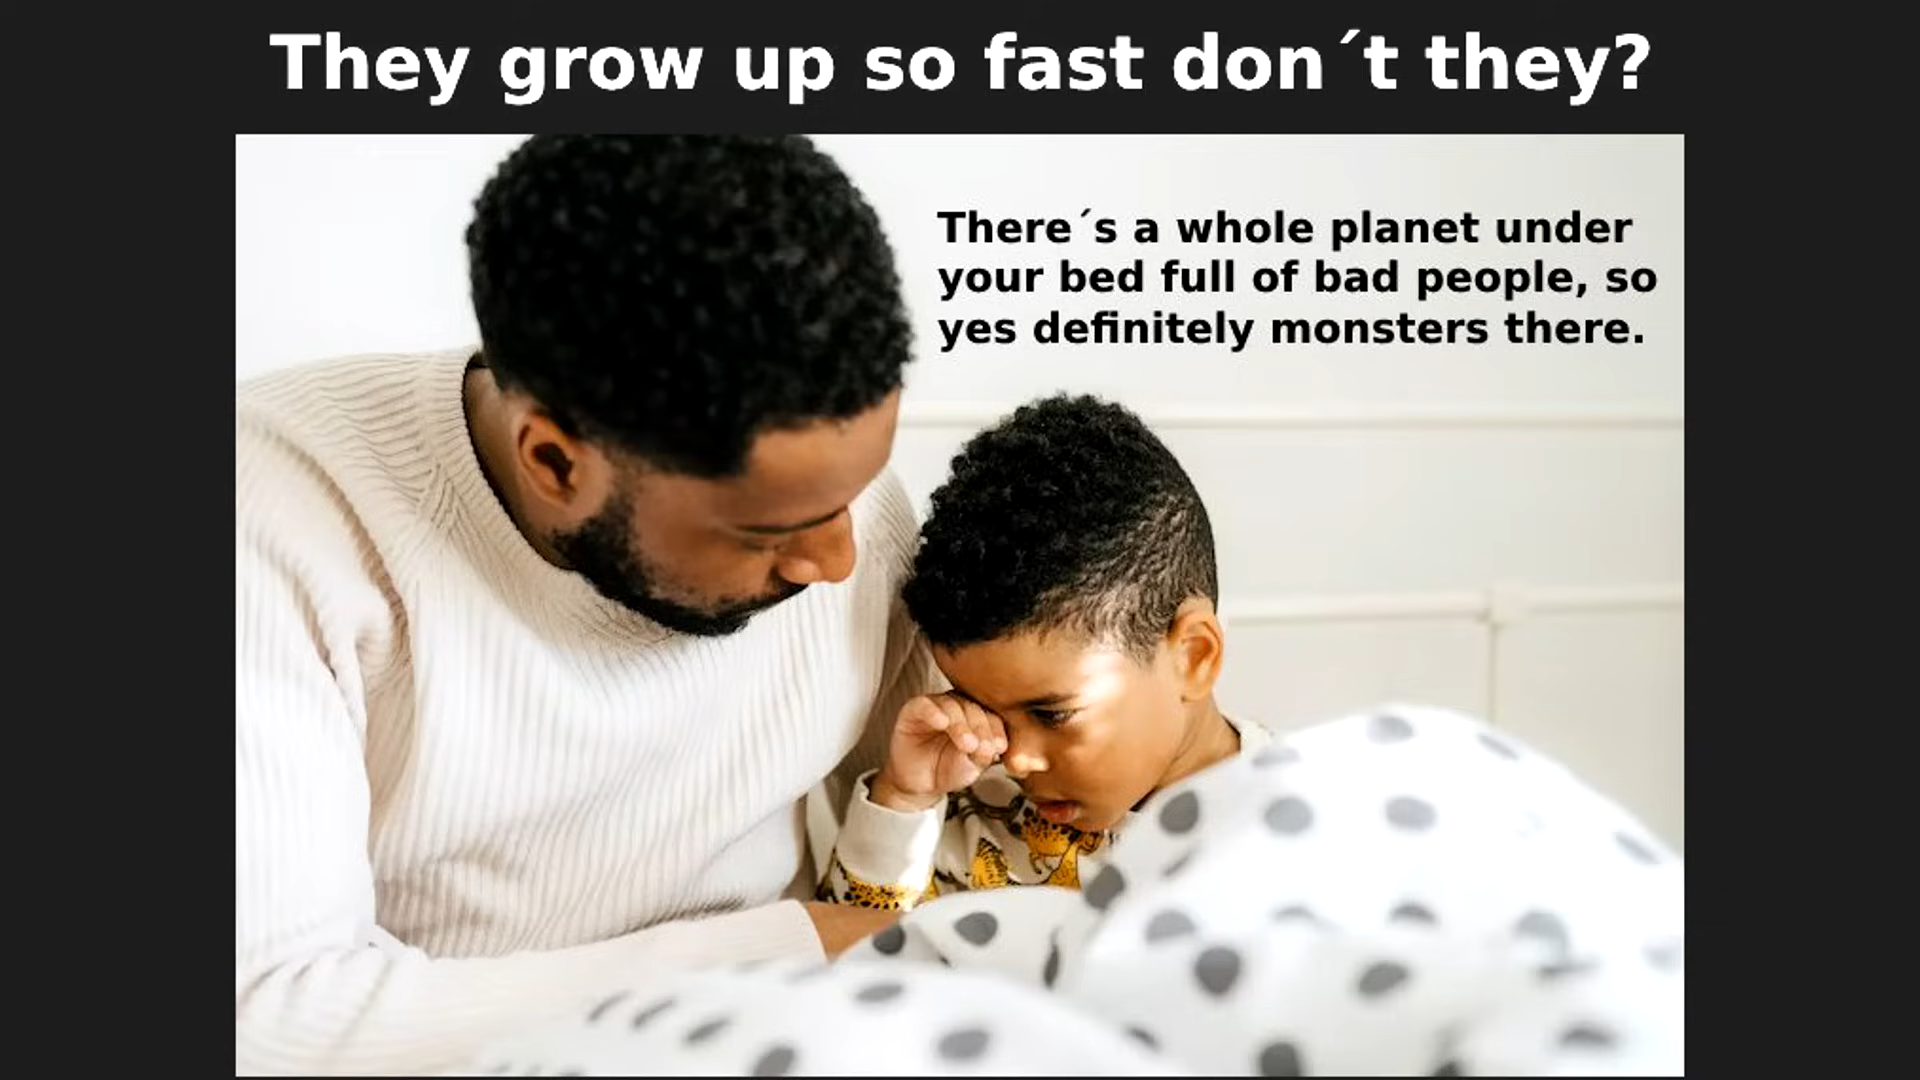 They grow up so fast don´t they?
There´s a whole planet under
your bed full of bad people, so
yes definitely monsters there.